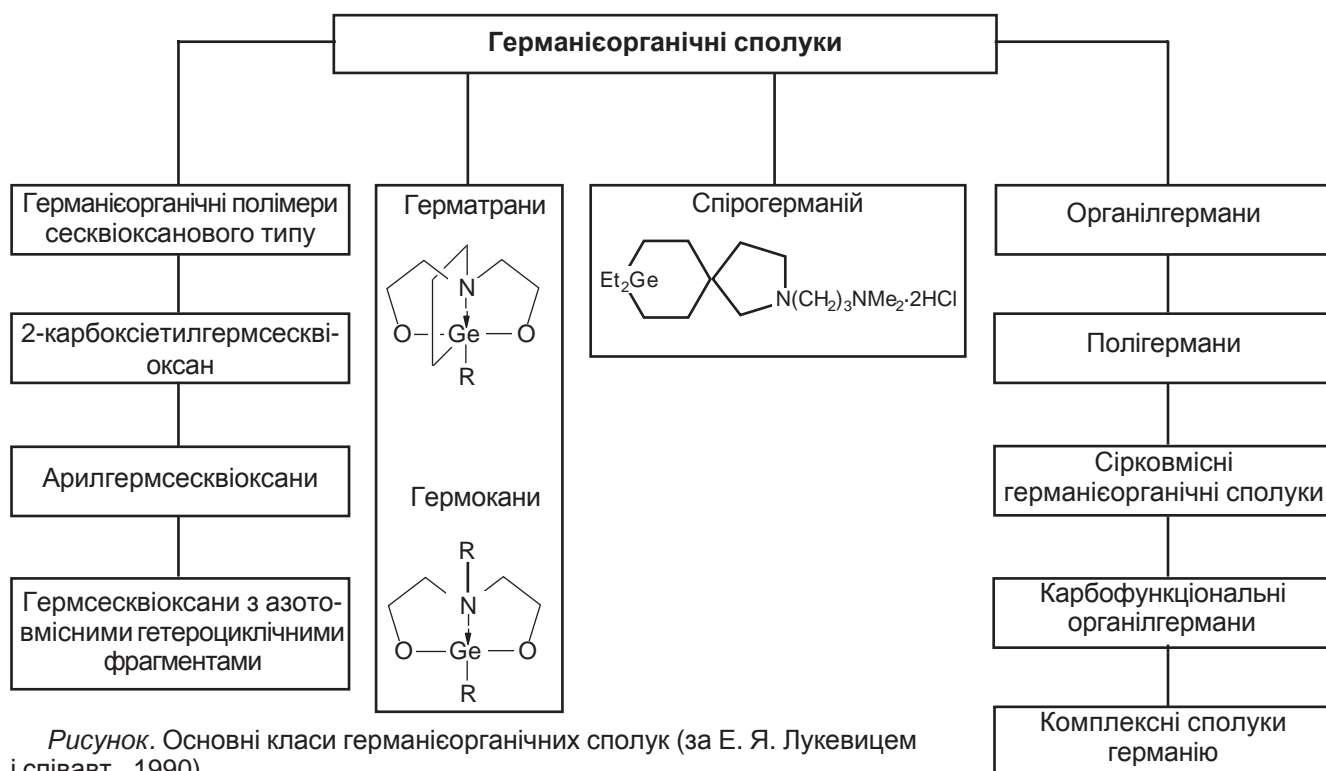 Германієорганічні сполуки
Германієорганічні полімери
сесквіоксанового типу
2-карбоксіетилгермсескві-
оксан
Арилгермсесквіоксани
Гермсесквіоксани з азото-
вмісними гетероциклічними
фрагментами
Герматрани
N
O
Ge
O
R
Гермокани
R
N
O
Ge
O
R
Спірогерманій
Et₂Ge
N(CH₂)₃NMe₂·2HCl
Органілгермани
Полігермани
Сірковмісні
германієорганічні сполуки
Карбофункціональні
органілгермани
Комплексні сполуки
германію
Рисунок. Основні класи германієорганічних сполук (за Е. Я. Лукевицем
і співавт., 1990)